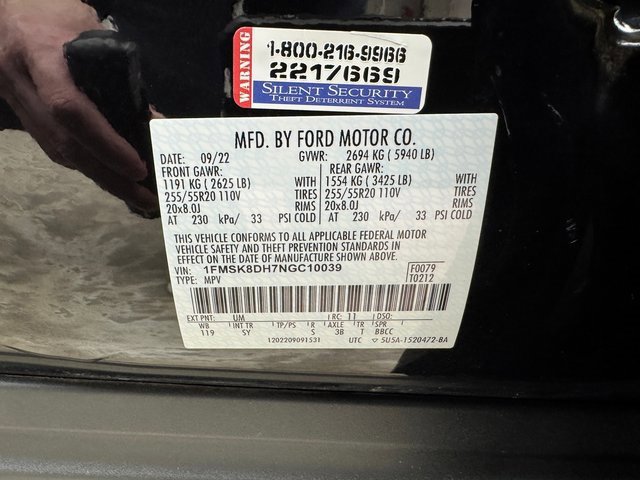 WARNING
1-800-216-9966
2217669
SILENT SECURITY
THEFT DETERRENT SYSTEM
MFD. BY FORD MOTOR CO.
DATE: 09/22 GVWR: 2694 KG ( 5940 LB)
FRONT GAWR: REAR GAWR:
1191 KG ( 2625 LB) WITH 1554 KG ( 3425 LB) WITH
255/55R20 110V TIRES 255/55R20 110V TIRES
20x8.0J RIMS 20x8.0J RIMS
AT 230 kPa/ 33 PSI COLD AT 230 kPa/ 33 PSI COLD
THIS VEHICLE CONFORMS TO ALL APPLICABLE FEDERAL MOTOR
VEHICLE SAFETY AND THEFT PREVENTION STANDARDS IN
EFFECT ON THE DATE OF MANUFACTURE SHOWN ABOVE.
VIN: 1FMSK8DH7NGC10039 F0079
TYPE: MPV T0212
EXT PNT: UM RC: 11 DSO:
WB INT TR TP/PS R AXLE TR SPR
119 SY S 3B T BBCC
1202209091531 UTC 5U5A-1520472-BA